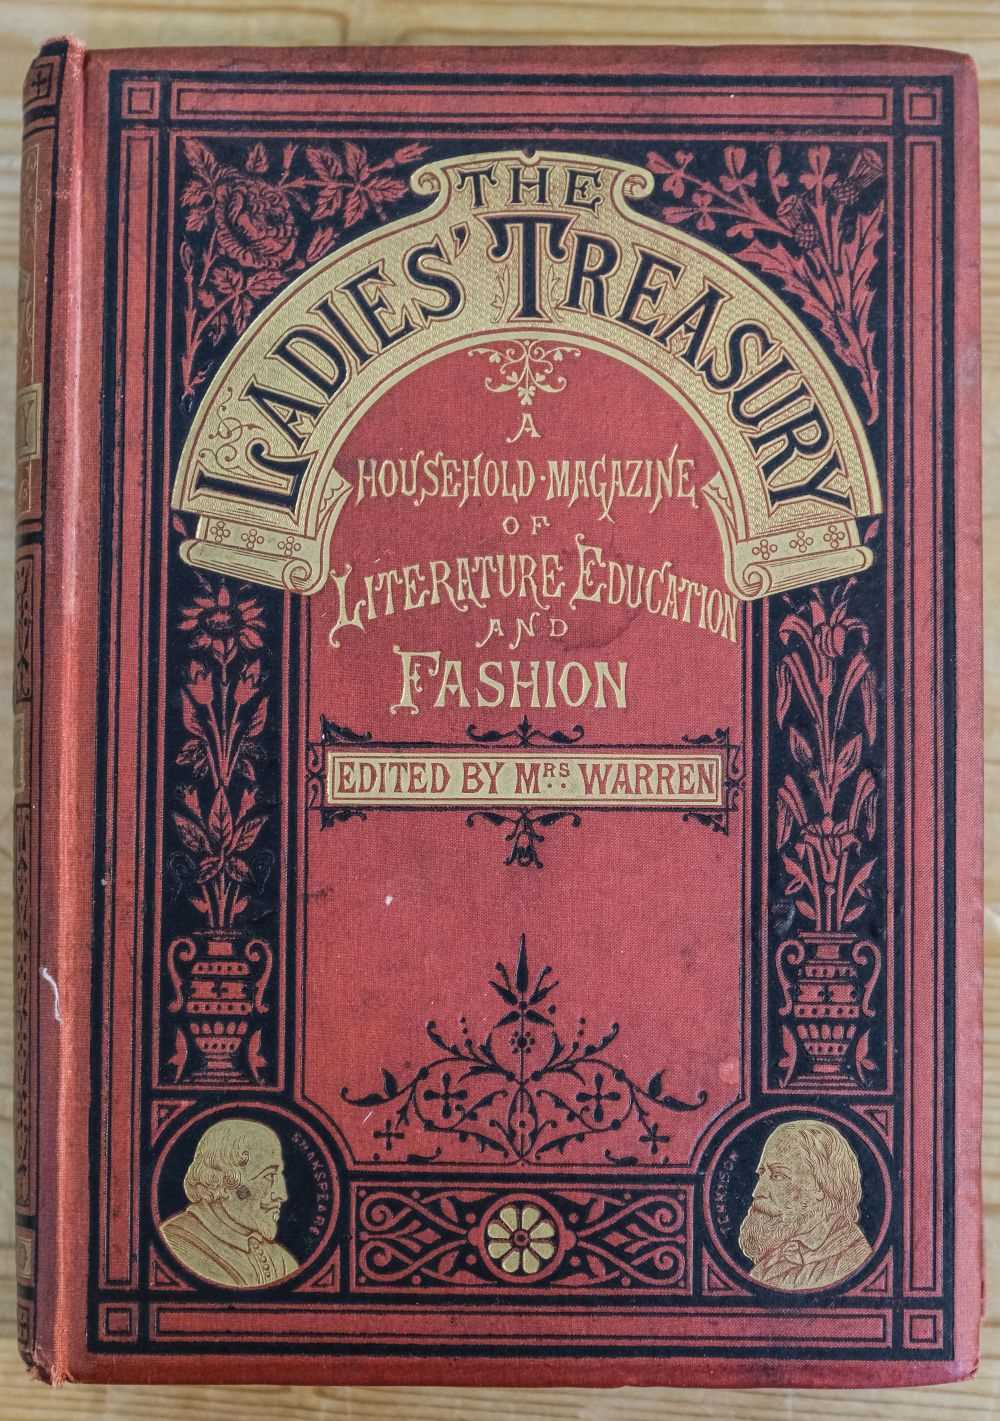 THE
LADIES' TREASURY
A
HOUSEHOLD·MAGAZINE
OF
LITERATURE EDUCATION
AND
FASHION
EDITED BY MRS WARREN
SHAKSPEARE
TENNYSON